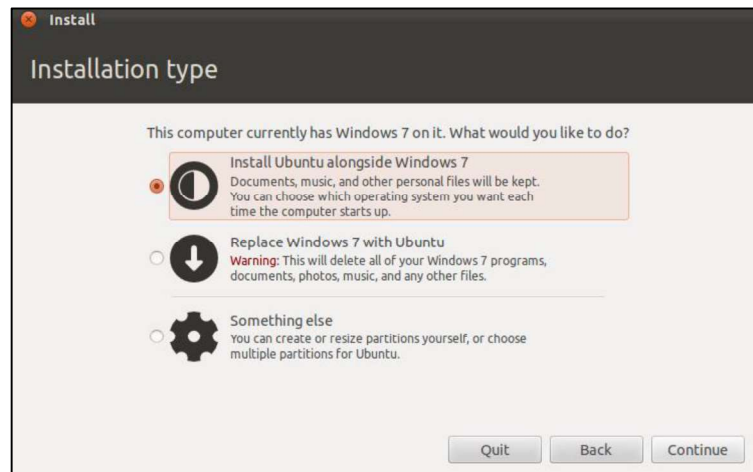 Install
Installation type
This computer currently has Windows 7 on it. What would you like to do?
Install Ubuntu alongside Windows 7
Documents, music, and other personal files will be kept.
You can choose which operating system you want each
time the computer starts up.
Replace Windows 7 with Ubuntu
Warning: This will delete all of your Windows 7 programs,
documents, photos, music, and any other files.
Something else
You can create or resize partitions yourself, or choose
multiple partitions for Ubuntu.
Quit Back Continue